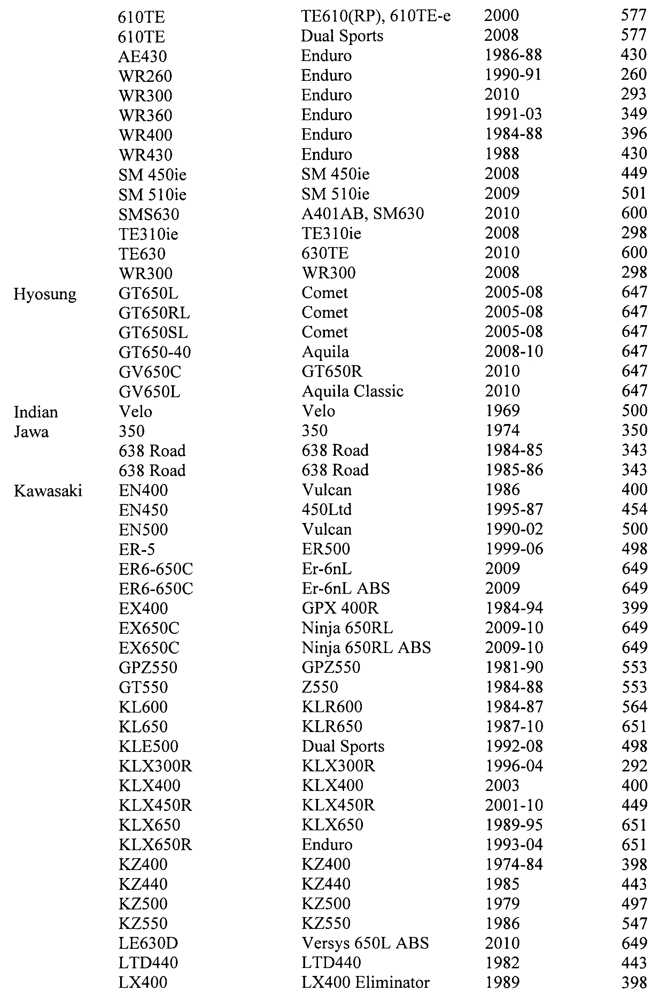 610TE TE610(RP), 610TE-e 2000 577
610TE Dual Sports 2008 577
AE430 Enduro 1986-88 430
WR260 Enduro 1990-91 260
WR300 Enduro 2010 293
WR360 Enduro 1991-03 349
WR400 Enduro 1984-88 396
WR430 Enduro 1988 430
SM 450ie SM 450ie 2008 449
SM 510ie SM 510ie 2009 501
SMS630 A401AB, SM630 2010 600
TE310ie TE310ie 2008 298
TE630 630TE 2010 600
WR300 WR300 2008 298
Hyosung GT650L Comet 2005-08 647
GT650RL Comet 2005-08 647
GT650SL Comet 2005-08 647
GT650-40 Aquila 2008-10 647
GV650C GT650R 2010 647
GV650L Aquila Classic 2010 647
Indian Velo Velo 1969 500
Jawa 350 350 1974 350
638 Road 638 Road 1984-85 343
638 Road 638 Road 1985-86 343
Kawasaki EN400 Vulcan 1986 400
EN450 450Ltd 1995-87 454
EN500 Vulcan 1990-02 500
ER-5 ER500 1999-06 498
ER6-650C Er-6nL 2009 649
ER6-650C Er-6nL ABS 2009 649
EX400 GPX 400R 1984-94 399
EX650C Ninja 650RL 2009-10 649
EX650C Ninja 650RL ABS 2009-10 649
GPZ550 GPZ550 1981-90 553
GT550 Z550 1984-88 553
KL600 KLR600 1984-87 564
KL650 KLR650 1987-10 651
KLE500 Dual Sports 1992-08 498
KLX300R KLX300R 1996-04 292
KLX400 KLX400 2003 400
KLX450R KLX450R 2001-10 449
KLX650 KLX650 1989-95 651
KLX650R Enduro 1993-04 651
KZ400 KZ400 1974-84 398
KZ440 KZ440 1985 443
KZ500 KZ500 1979 497
KZ550 KZ550 1986 547
LE630D Versys 650L ABS 2010 649
LTD440 LTD440 1982 443
LX400 LX400 Eliminator 1989 398